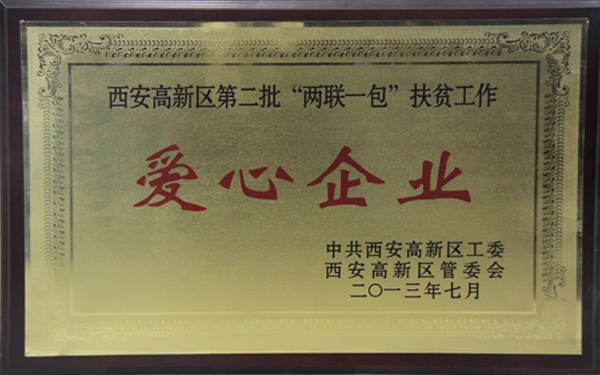 西安高新区第二批“两联一包”扶贫工作
爱心企业
中共西安高新区工委
西安高新区管委会
二〇一三年七月